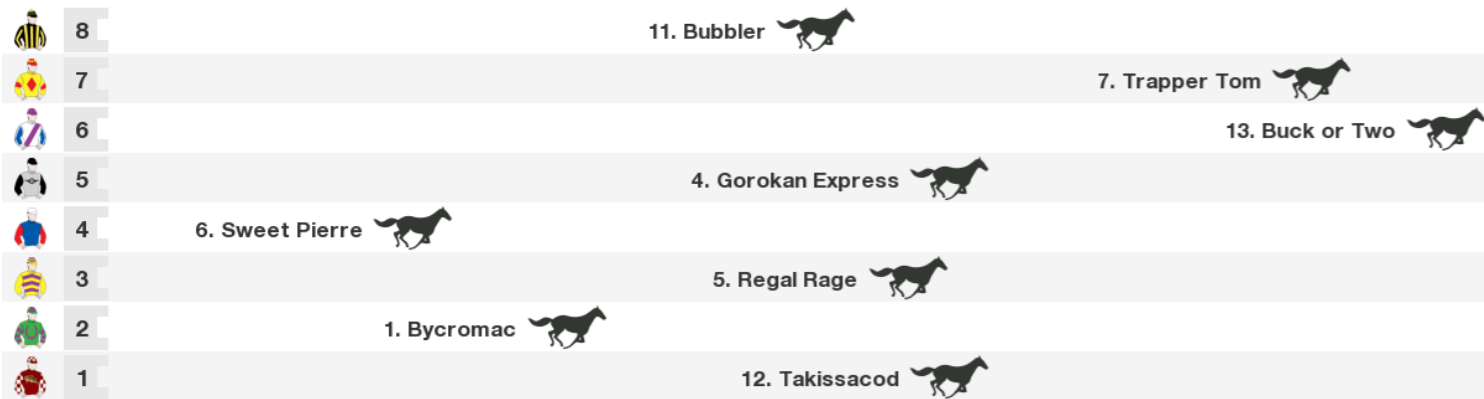 8 11. Bubbler
7 7. Trapper Tom
6 13. Buck or Two
5 4. Gorokan Express
4 6. Sweet Pierre
3 5. Regal Rage
2 1. Bycromac
1 12. Takissacod